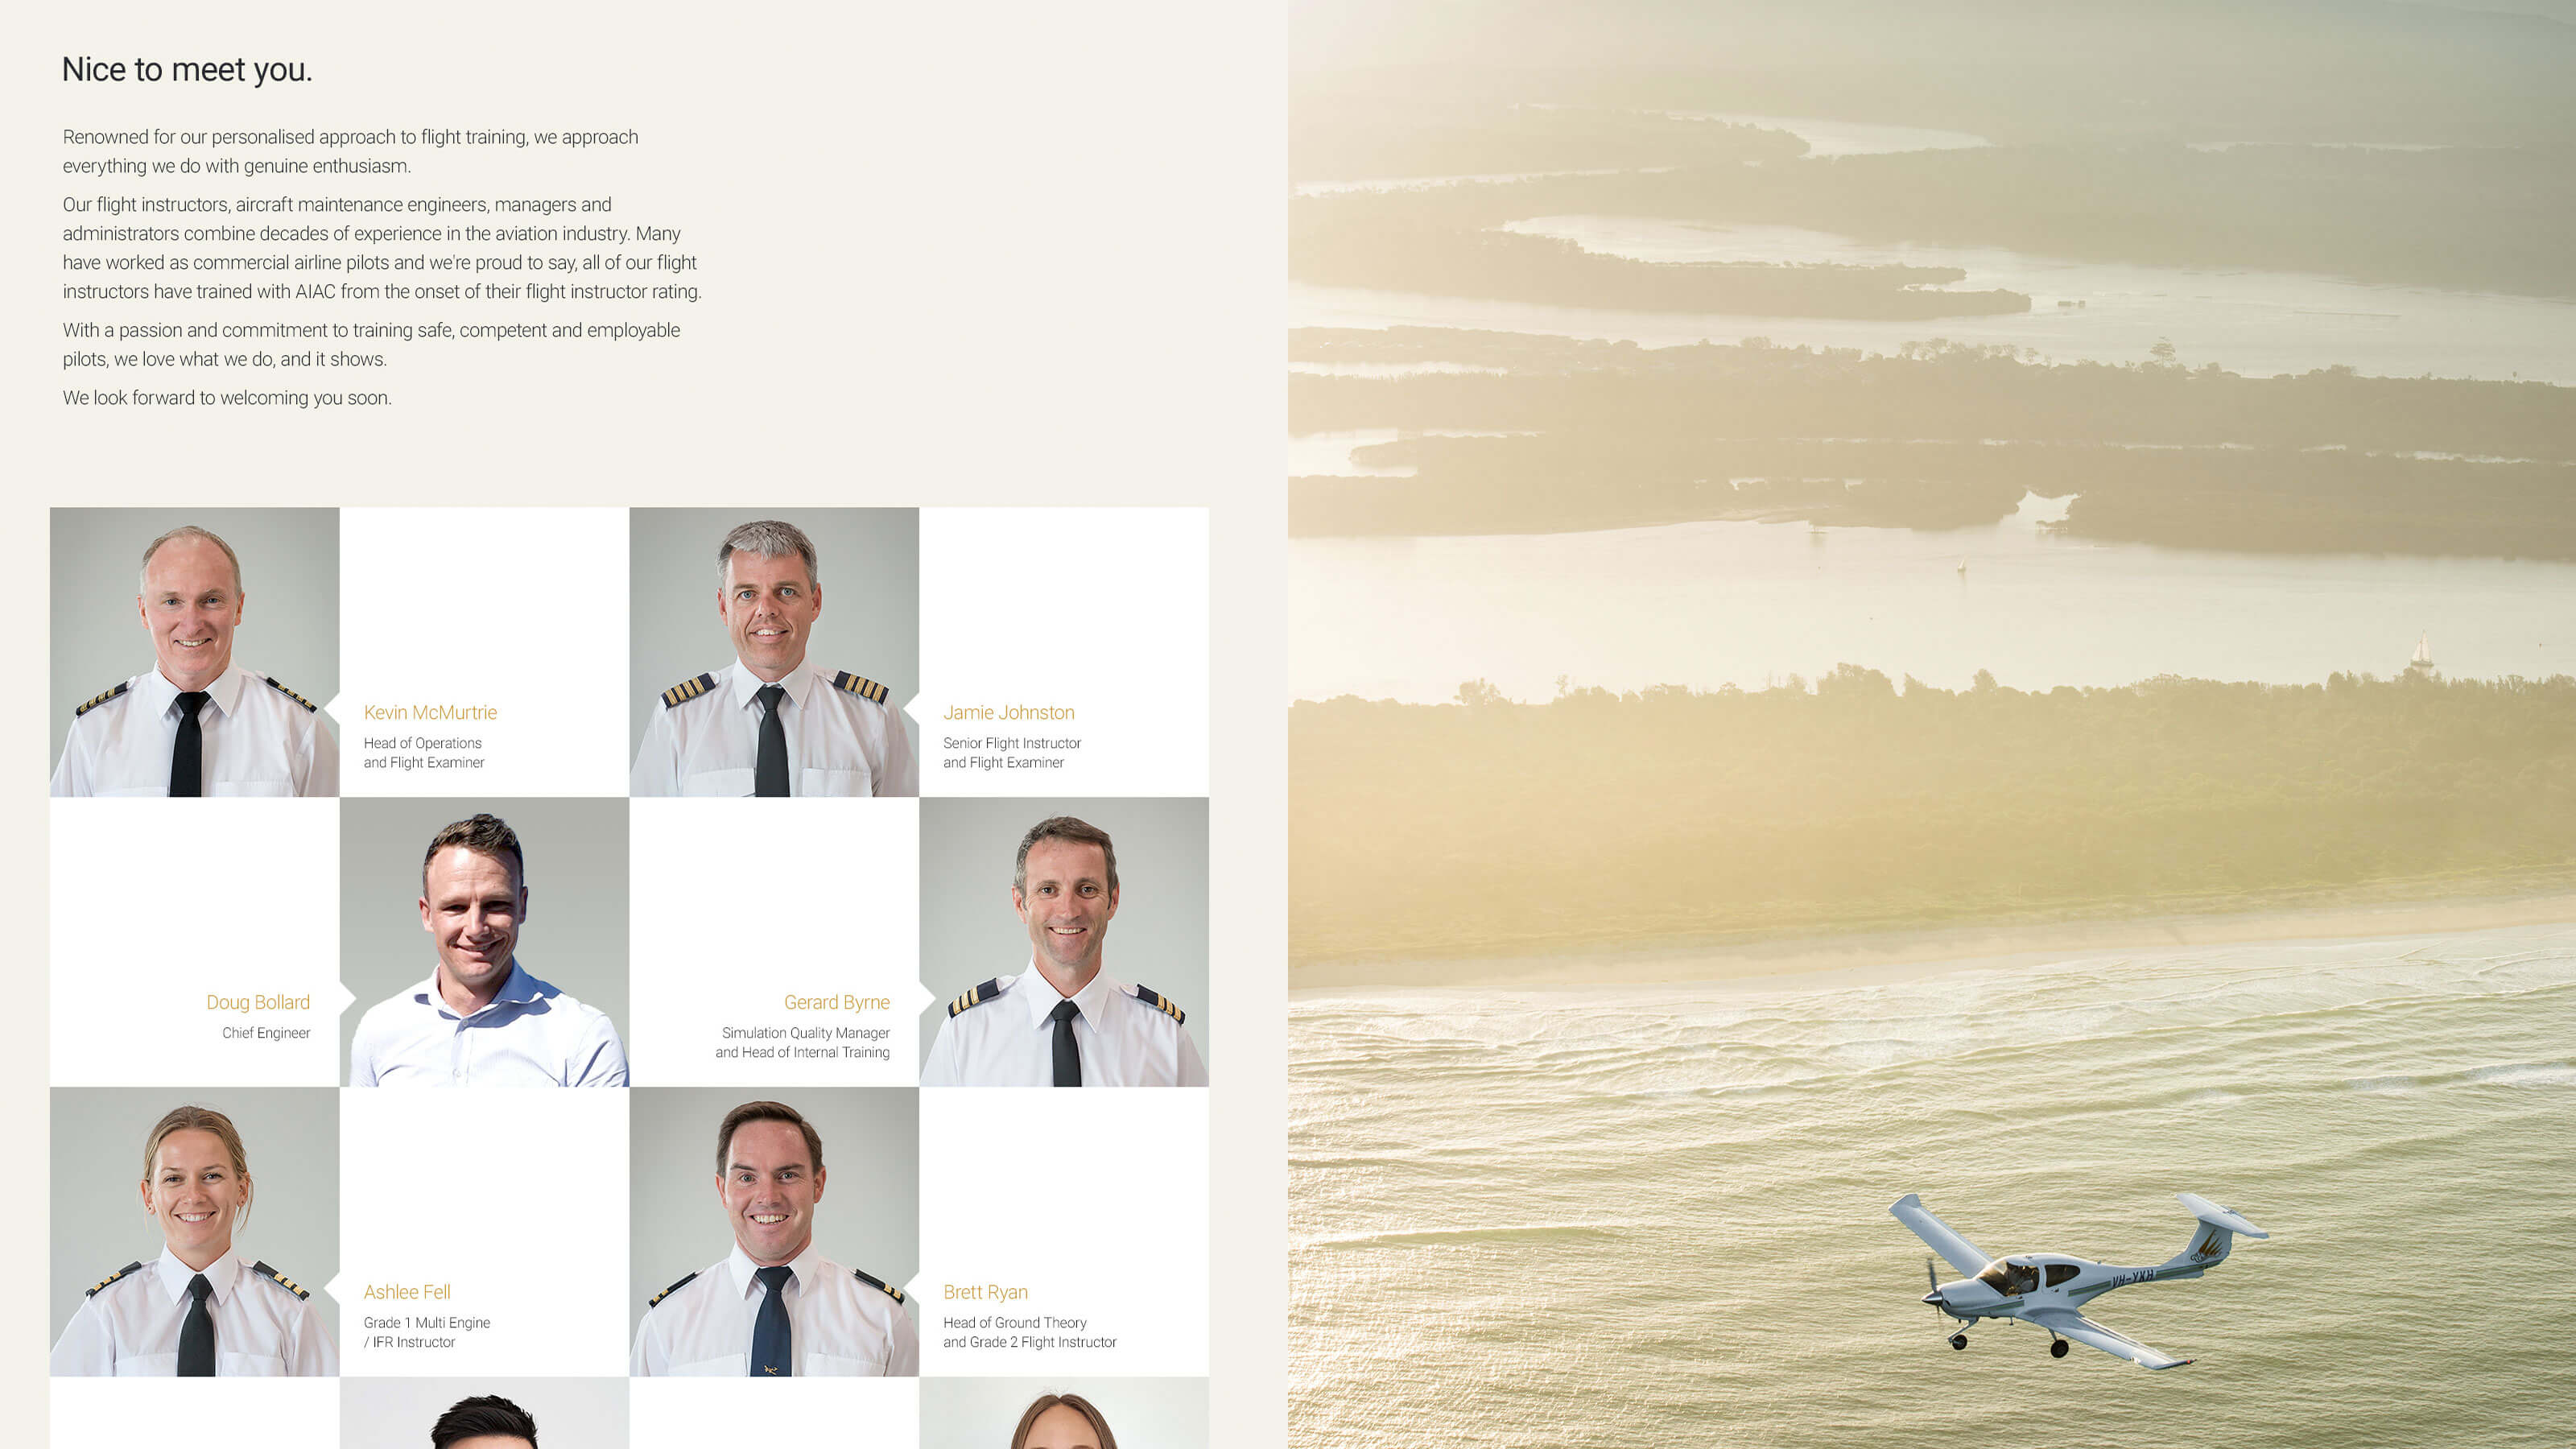 Nice to meet you.
Renowned for our personalised approach to flight training, we approach
everything we do with genuine enthusiasm.
Our flight instructors, aircraft maintenance engineers, managers and
administrators combine decades of experience in the aviation industry. Many
have worked as commercial airline pilots and we're proud to say, all of our flight
instructors have trained with AIAC from the onset of their flight instructor rating.
With a passion and commitment to training safe, competent and employable
pilots, we love what we do, and it shows.
We look forward to welcoming you soon.
Kevin McMurtrie
Head of Operations
and Flight Examiner
Jamie Johnston
Senior Flight Instructor
and Flight Examiner
Doug Bollard
Chief Engineer
Gerard Byrne
Simulation Quality Manager
and Head of Internal Training
Ashlee Fell
Grade 1 Multi Engine
/ IFR Instructor
Brett Ryan
Head of Ground Theory
and Grade 2 Flight Instructor